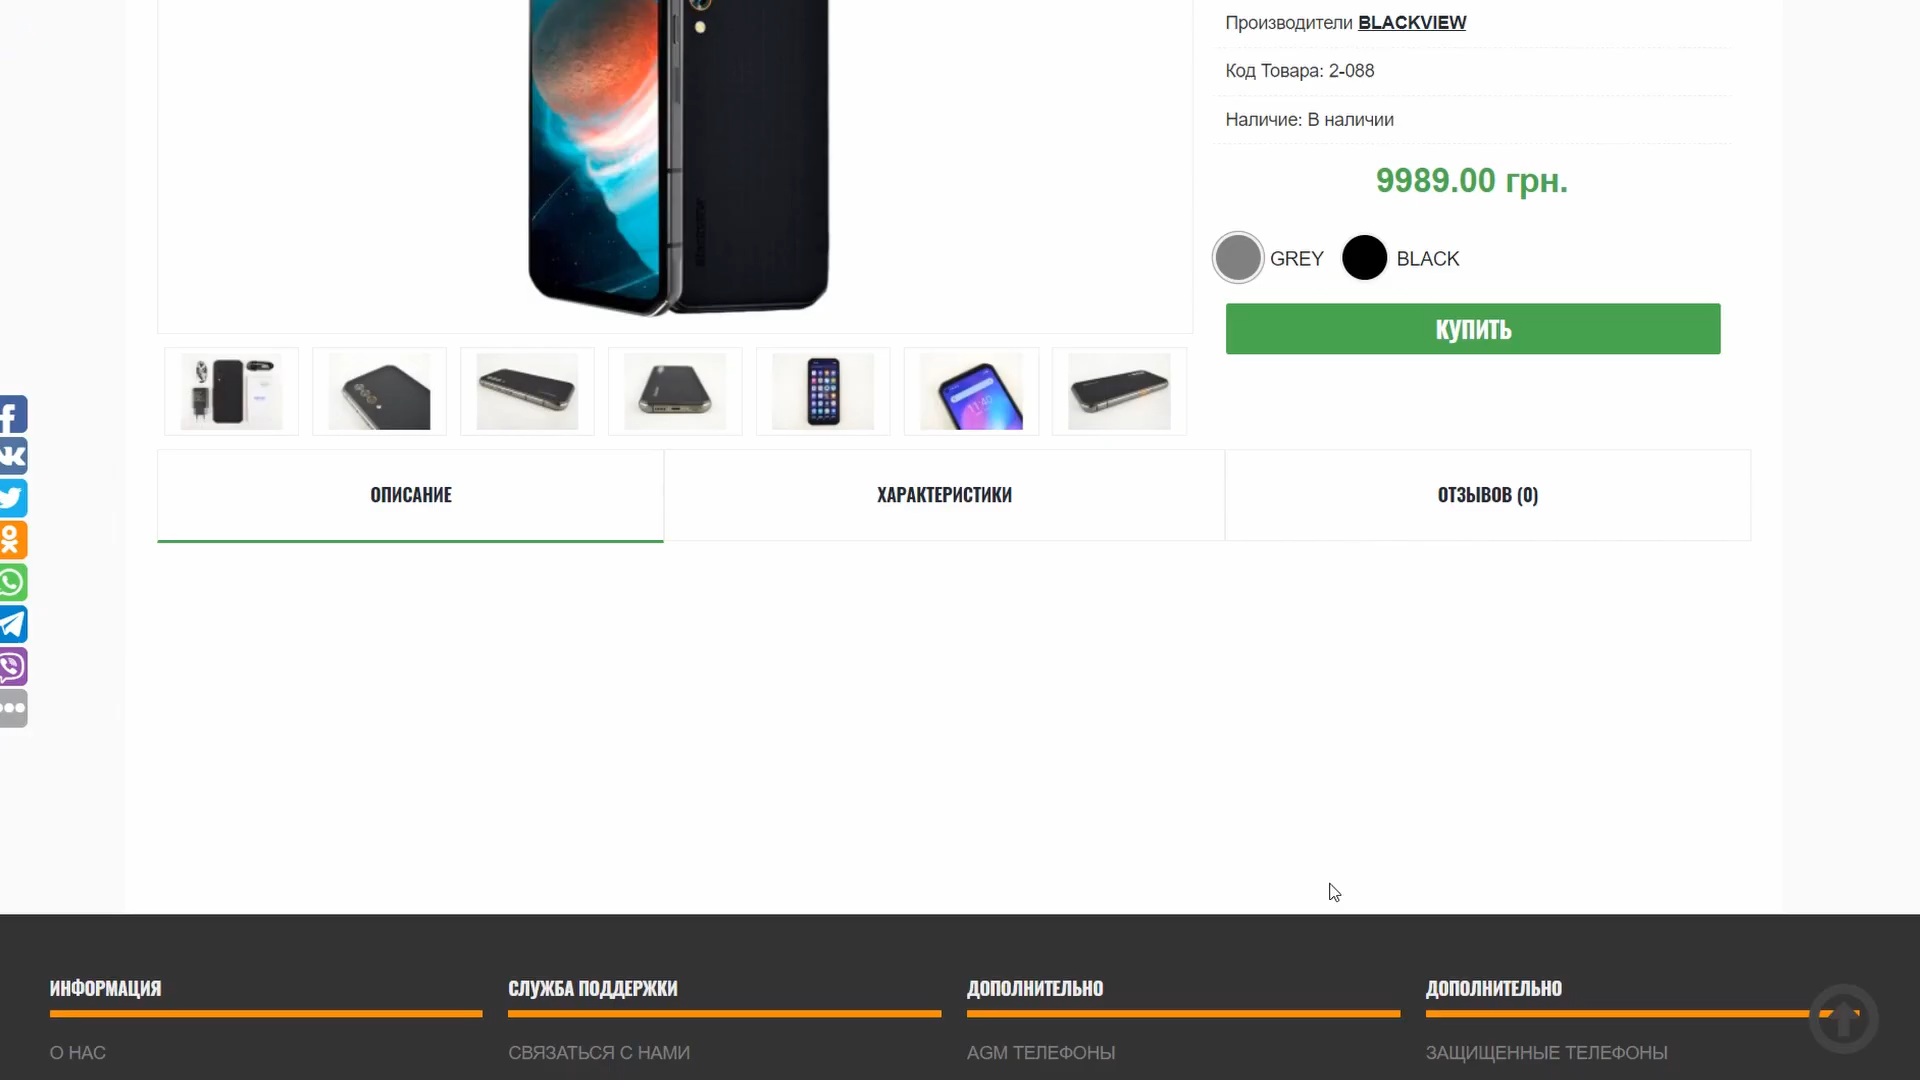 Производители BLACKVIEW
Код Товара: 2-088
Наличие: В наличии
9989.00 грн.
GREY BLACK
КУПИТЬ
ОПИСАНИЕ ХАРАКТЕРИСТИКИ ОТЗЫВОВ (0)
ИНФОРМАЦИЯ СЛУЖБА ПОДДЕРЖКИ ДОПОЛНИТЕЛЬНО ДОПОЛНИТЕЛЬНО
О НАС СВЯЗАТЬСЯ С НАМИ AGM ТЕЛЕФОНЫ ЗАЩИЩЕННЫЕ ТЕЛЕФОНЫ